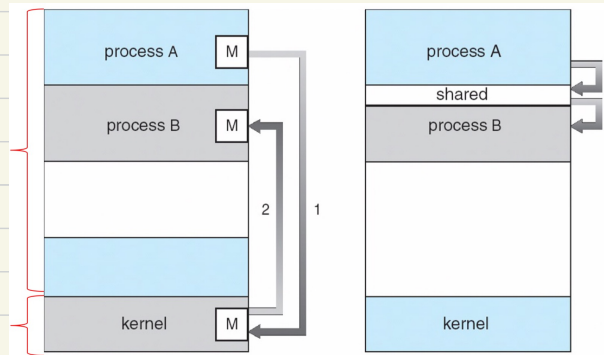 process A
M
process B
M
2
1
kernel
M
process A
shared
process B
kernel